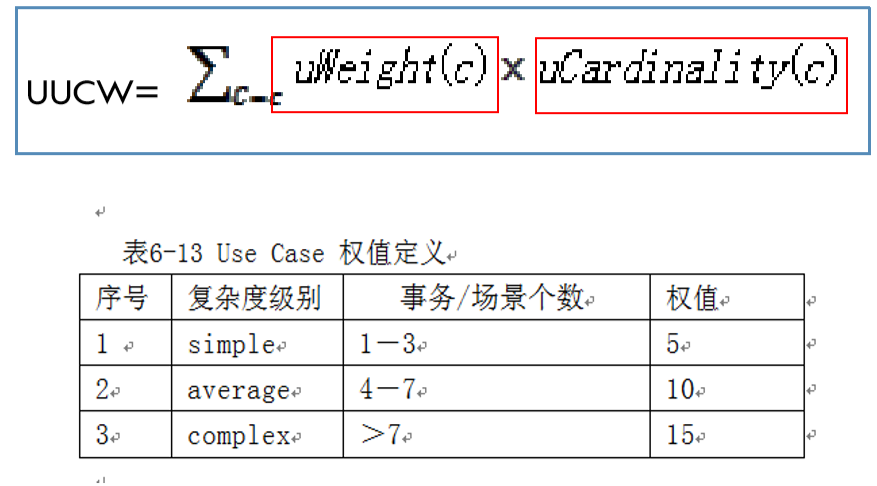 UUCW= ∑c=c uWeight(c) × uCardinality(c)
表6-13 Use Case 权值定义
序号 复杂度级别 事务/场景个数 权值
1 simple 1－3 5
2 average 4－7 10
3 complex ＞7 15